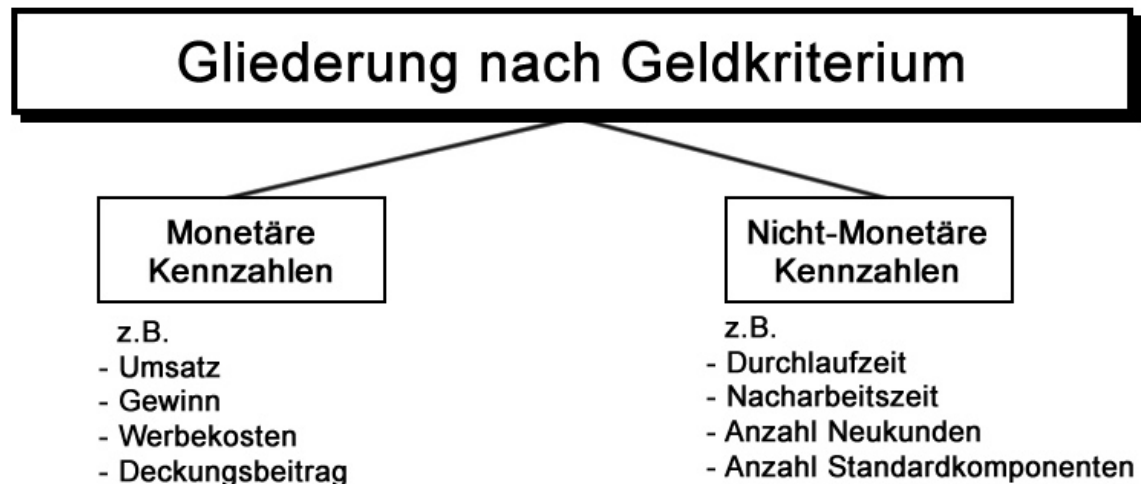 Gliederung nach Geldkriterium
Monetäre
Kennzahlen
z.B.
- Umsatz
- Gewinn
- Werbekosten
- Deckungsbeitrag
Nicht-Monetäre
Kennzahlen
z.B.
- Durchlaufzeit
- Nacharbeitszeit
- Anzahl Neukunden
- Anzahl Standardkomponenten